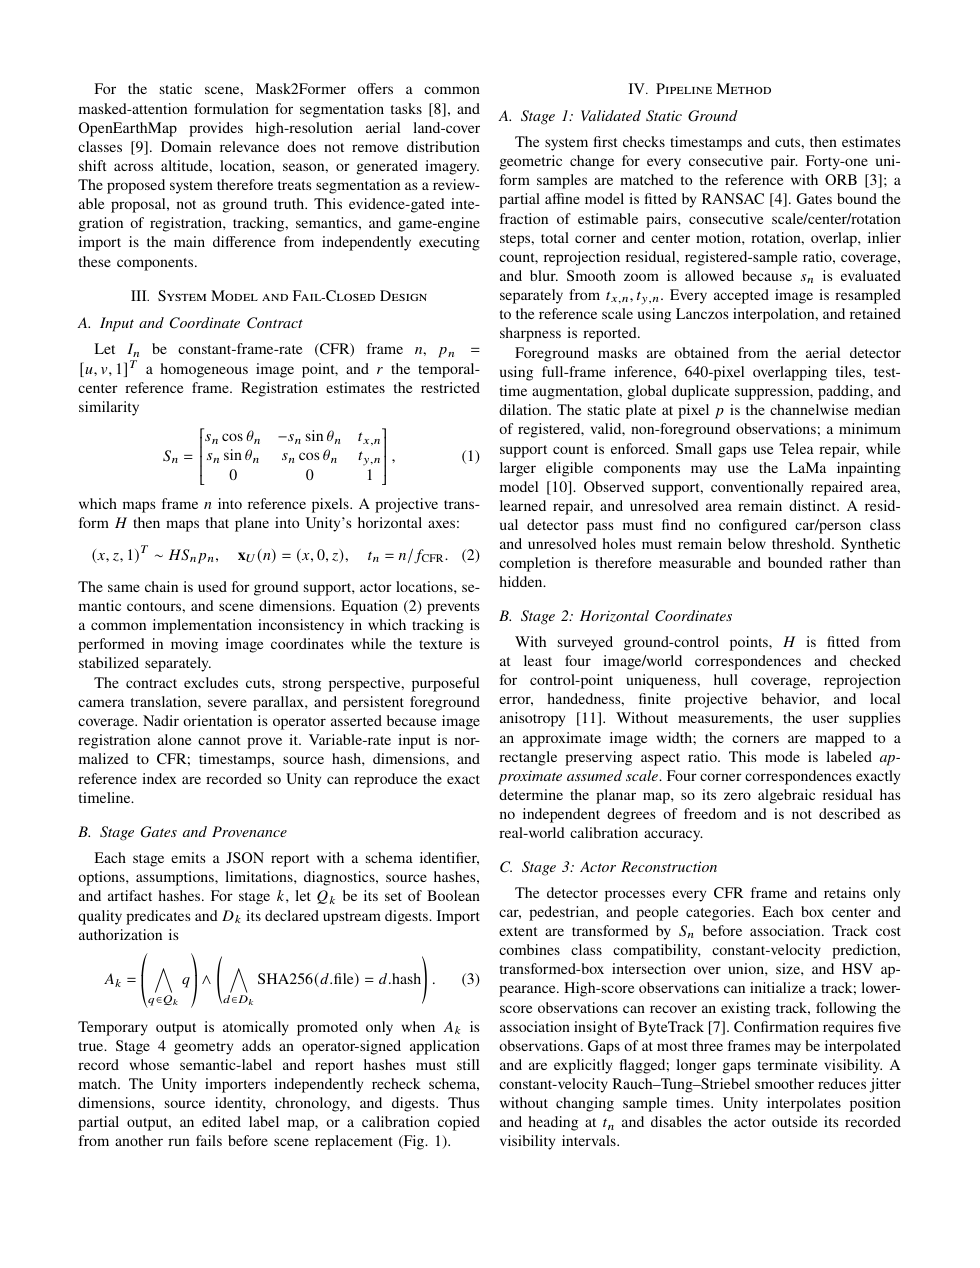 For the static scene, Mask2Former offers a common
masked-attention formulation for segmentation tasks [8], and
OpenEarthMap provides high-resolution aerial land-cover
classes [9]. Domain relevance does not remove distribution
shift across altitude, location, season, or generated imagery.
The proposed system therefore treats segmentation as a review-
able proposal, not as ground truth. This evidence-gated inte-
gration of registration, tracking, semantics, and game-engine
import is the main difference from independently executing
these components.
III. System Model and Fail-Closed Design
A. Input and Coordinate Contract
Let I_n be constant-frame-rate (CFR) frame n, p_n =
[u, v, 1]^T a homogeneous image point, and r the temporal-
center reference frame. Registration estimates the restricted
similarity
S_n = [s_n cos θ_n −s_n sin θ_n t_{x,n}
s_n sin θ_n s_n cos θ_n t_{y,n}
0 0 1], (1)
which maps frame n into reference pixels. A projective trans-
form H then maps that plane into Unity's horizontal axes:
(x, z, 1)^T ∼ HS_n p_n, x_U(n) = (x, 0, z), t_n = n/f_CFR. (2)
The same chain is used for ground support, actor locations, se-
mantic contours, and scene dimensions. Equation (2) prevents
a common implementation inconsistency in which tracking is
performed in moving image coordinates while the texture is
stabilized separately.
The contract excludes cuts, strong perspective, purposeful
camera translation, severe parallax, and persistent foreground
coverage. Nadir orientation is operator asserted because image
registration alone cannot prove it. Variable-rate input is nor-
malized to CFR; timestamps, source hash, dimensions, and
reference index are recorded so Unity can reproduce the exact
timeline.
B. Stage Gates and Provenance
Each stage emits a JSON report with a schema identifier,
options, assumptions, limitations, diagnostics, source hashes,
and artifact hashes. For stage k, let Q_k be its set of Boolean
quality predicates and D_k its declared upstream digests. Import
authorization is
A_k = (⋀_{q∈Q_k} q) ∧ (⋀_{d∈D_k} SHA256(d.file) = d.hash). (3)
Temporary output is atomically promoted only when A_k is
true. Stage 4 geometry adds an operator-signed application
record whose semantic-label and report hashes must still
match. The Unity importers independently recheck schema,
dimensions, source identity, chronology, and digests. Thus
partial output, an edited label map, or a calibration copied
from another run fails before scene replacement (Fig. 1).
IV. Pipeline Method
A. Stage 1: Validated Static Ground
The system first checks timestamps and cuts, then estimates
geometric change for every consecutive pair. Forty-one uni-
form samples are matched to the reference with ORB [3]; a
partial affine model is fitted by RANSAC [4]. Gates bound the
fraction of estimable pairs, consecutive scale/center/rotation
steps, total corner and center motion, rotation, overlap, inlier
count, reprojection residual, registered-sample ratio, coverage,
and blur. Smooth zoom is allowed because s_n is evaluated
separately from t_{x,n}, t_{y,n}. Every accepted image is resampled
to the reference scale using Lanczos interpolation, and retained
sharpness is reported.
Foreground masks are obtained from the aerial detector
using full-frame inference, 640-pixel overlapping tiles, test-
time augmentation, global duplicate suppression, padding, and
dilation. The static plate at pixel p is the channelwise median
of registered, valid, non-foreground observations; a minimum
support count is enforced. Small gaps use Telea repair, while
larger eligible components may use the LaMa inpainting
model [10]. Observed support, conventionally repaired area,
learned repair, and unresolved area remain distinct. A resid-
ual detector pass must find no configured car/person class
and unresolved holes must remain below threshold. Synthetic
completion is therefore measurable and bounded rather than
hidden.
B. Stage 2: Horizontal Coordinates
With surveyed ground-control points, H is fitted from
at least four image/world correspondences and checked
for control-point uniqueness, hull coverage, reprojection
error, handedness, finite projective behavior, and local
anisotropy [11]. Without measurements, the user supplies
an approximate image width; the corners are mapped to a
rectangle preserving aspect ratio. This mode is labeled ap-
proximate assumed scale. Four corner correspondences exactly
determine the planar map, so its zero algebraic residual has
no independent degrees of freedom and is not described as
real-world calibration accuracy.
C. Stage 3: Actor Reconstruction
The detector processes every CFR frame and retains only
car, pedestrian, and people categories. Each box center and
extent are transformed by S_n before association. Track cost
combines class compatibility, constant-velocity prediction,
transformed-box intersection over union, size, and HSV ap-
pearance. High-score observations can initialize a track; lower-
score observations can recover an existing track, following the
association insight of ByteTrack [7]. Confirmation requires five
observations. Gaps of at most three frames may be interpolated
and are explicitly flagged; longer gaps terminate visibility. A
constant-velocity Rauch–Tung–Striebel smoother reduces jitter
without changing sample times. Unity interpolates position
and heading at t_n and disables the actor outside its recorded
visibility intervals.